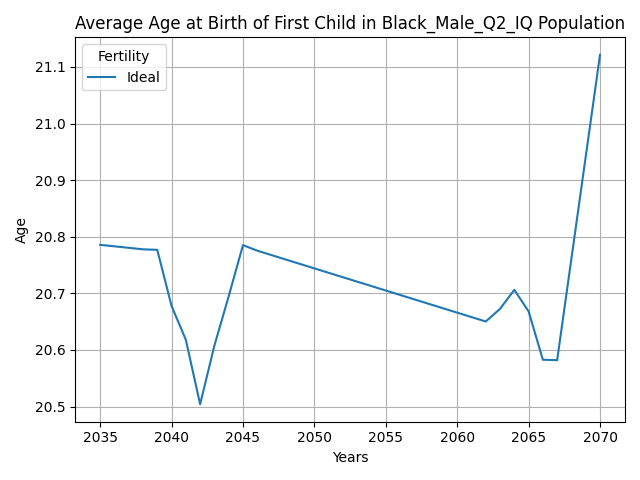 Average Age at Birth of First Child in Black_Male_Q2_IQ Population
Fertility
Ideal
Age
21.1
21.0
20.9
20.8
20.7
20.6
20.5
2035 2040 2045 2050 2055 2060 2065 2070
Years